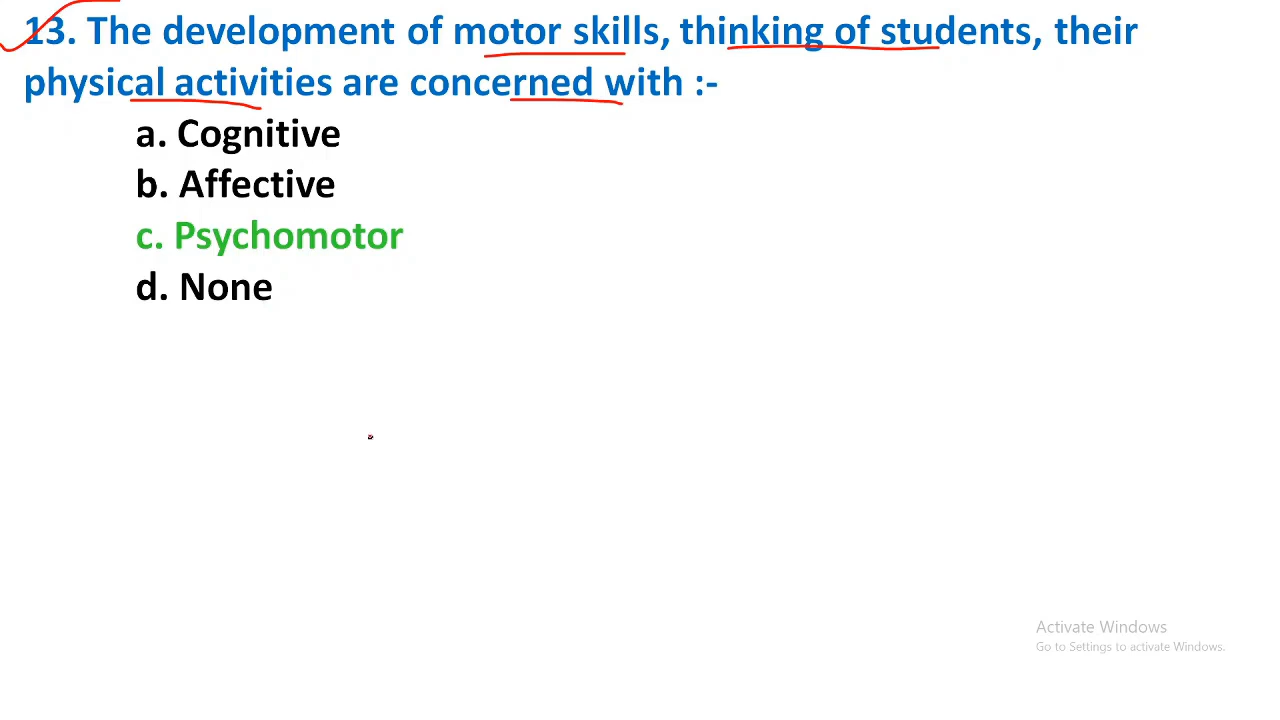 13. The development of motor skills, thinking of students, their
physical activities are concerned with :-
a. Cognitive
b. Affective
c. Psychomotor
d. None
Activate Windows
Go to Settings to activate Windows.